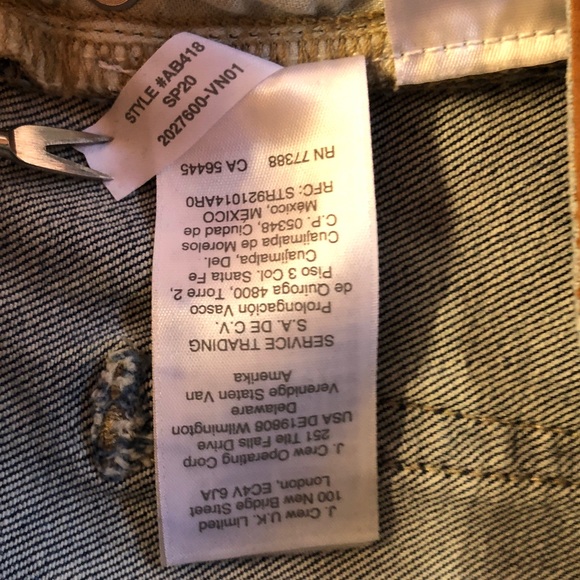 STYLE #AB418
SP20
2027600-VN01
J. Crew U.K. Limited
100 New Bridge Street
London, EC4V 6JA
J. Crew Operating Corp
251 Tile Falls Drive
USA DE19808 Wilmington
Delaware
Verenidge Staten Van
Amerika
SERVICE TRADING
S.A. DE C.V.
Prolongación Vasco
de Quiroga 4800, Torre 2,
Piso 3 Col. Santa Fe
Cuajimalpa, Del.
Cuajimalpa de Morelos
C.P. 05348, Ciudad de
México, MÉXICO
RFC: STR921014AR0
RN 77388 CA 56445